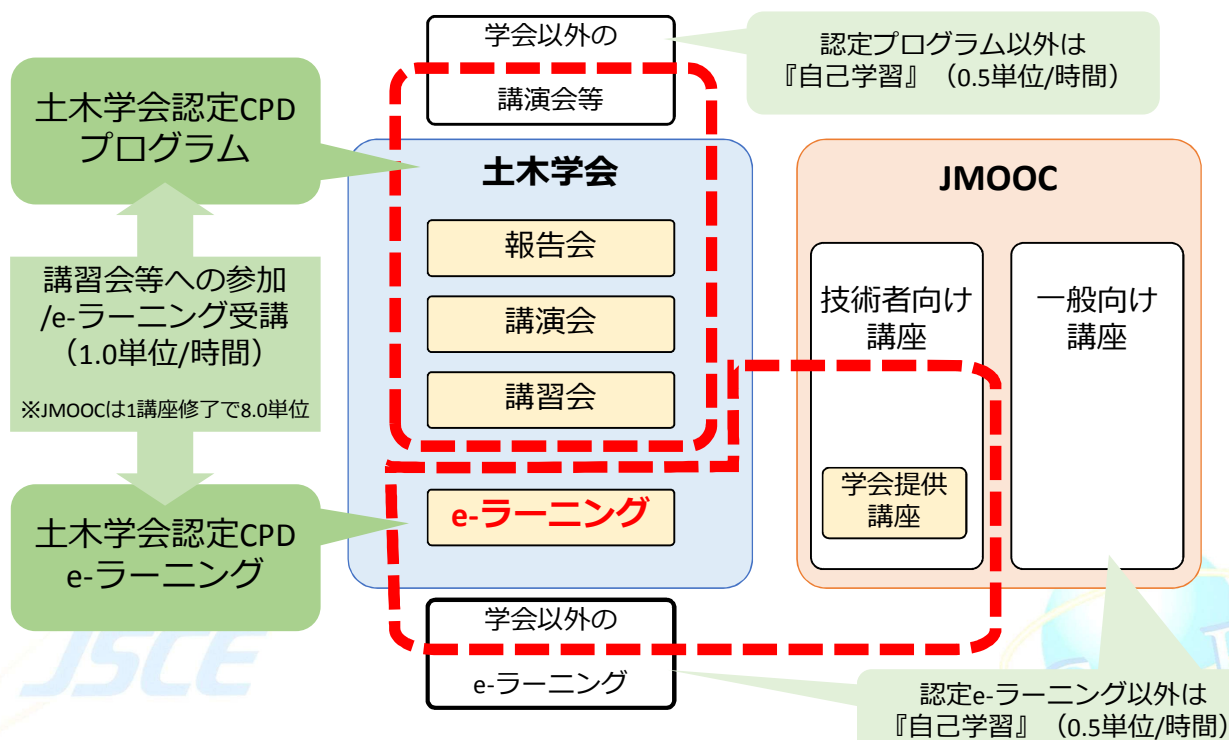 学会以外の
講演会等
認定プログラム以外は
『自己学習』（0.5単位/時間）
土木学会認定CPD
プログラム
土木学会
JMOOC
報告会
講演会
講習会
e-ラーニング
技術者向け
講座
一般向け
講座
学会提供
講座
講習会等への参加
/e-ラーニング受講
（1.0単位/時間）
※JMOOCは1講座修了で8.0単位
土木学会認定CPD
e-ラーニング
学会以外の
e-ラーニング
認定e-ラーニング以外は
『自己学習』（0.5単位/時間）
JSCE